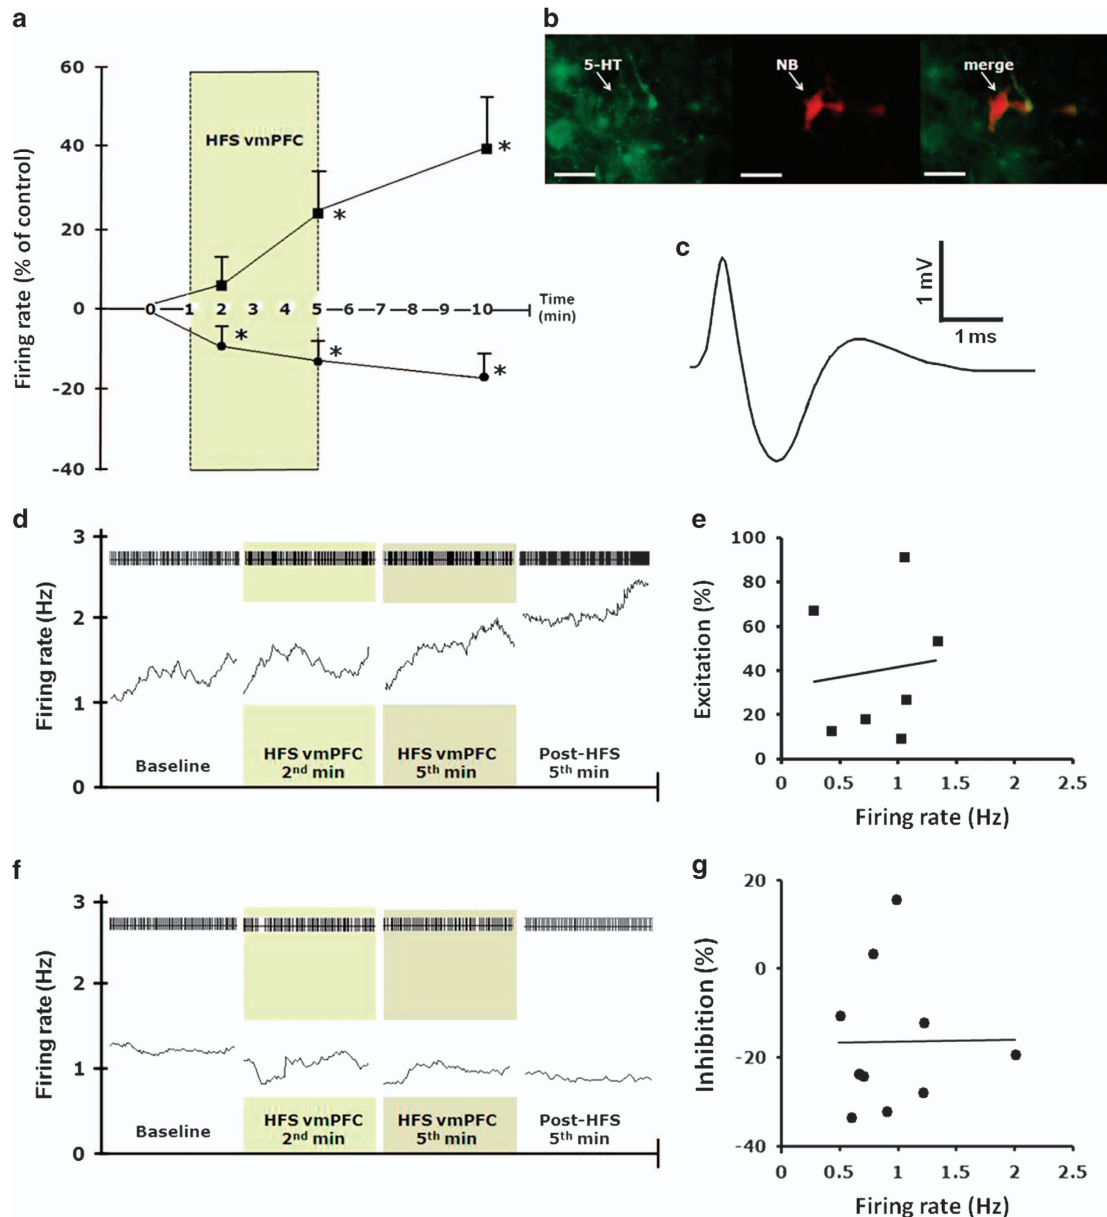 a
Firing rate (% of control)
60
40
20
0
-20
-40
HFS vmPFC
*
*
*
*
*
0 1 2 3 4 5 6 7 8 9 10
Time
(min)
b
5-HT
NB
merge
c
1 mV
1 ms
d
Firing rate (Hz)
3
2
1
0
Baseline
HFS vmPFC
2nd min
HFS vmPFC
5th min
Post-HFS
5th min
e
Excitation (%)
100
80
60
40
20
0
0 0.5 1 1.5 2 2.5
Firing rate (Hz)
f
Firing rate (Hz)
3
2
1
0
Baseline
HFS vmPFC
2nd min
HFS vmPFC
5th min
Post-HFS
5th min
g
Inhibition (%)
20
0
-20
-40
0 0.5 1 1.5 2 2.5
Firing rate (Hz)